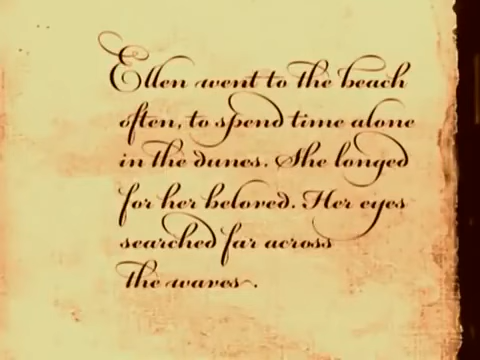 Ellen went to the beach
often, to spend time alone
in the dunes. She longed
for her beloved. Her eyes
searched far across
the waves.